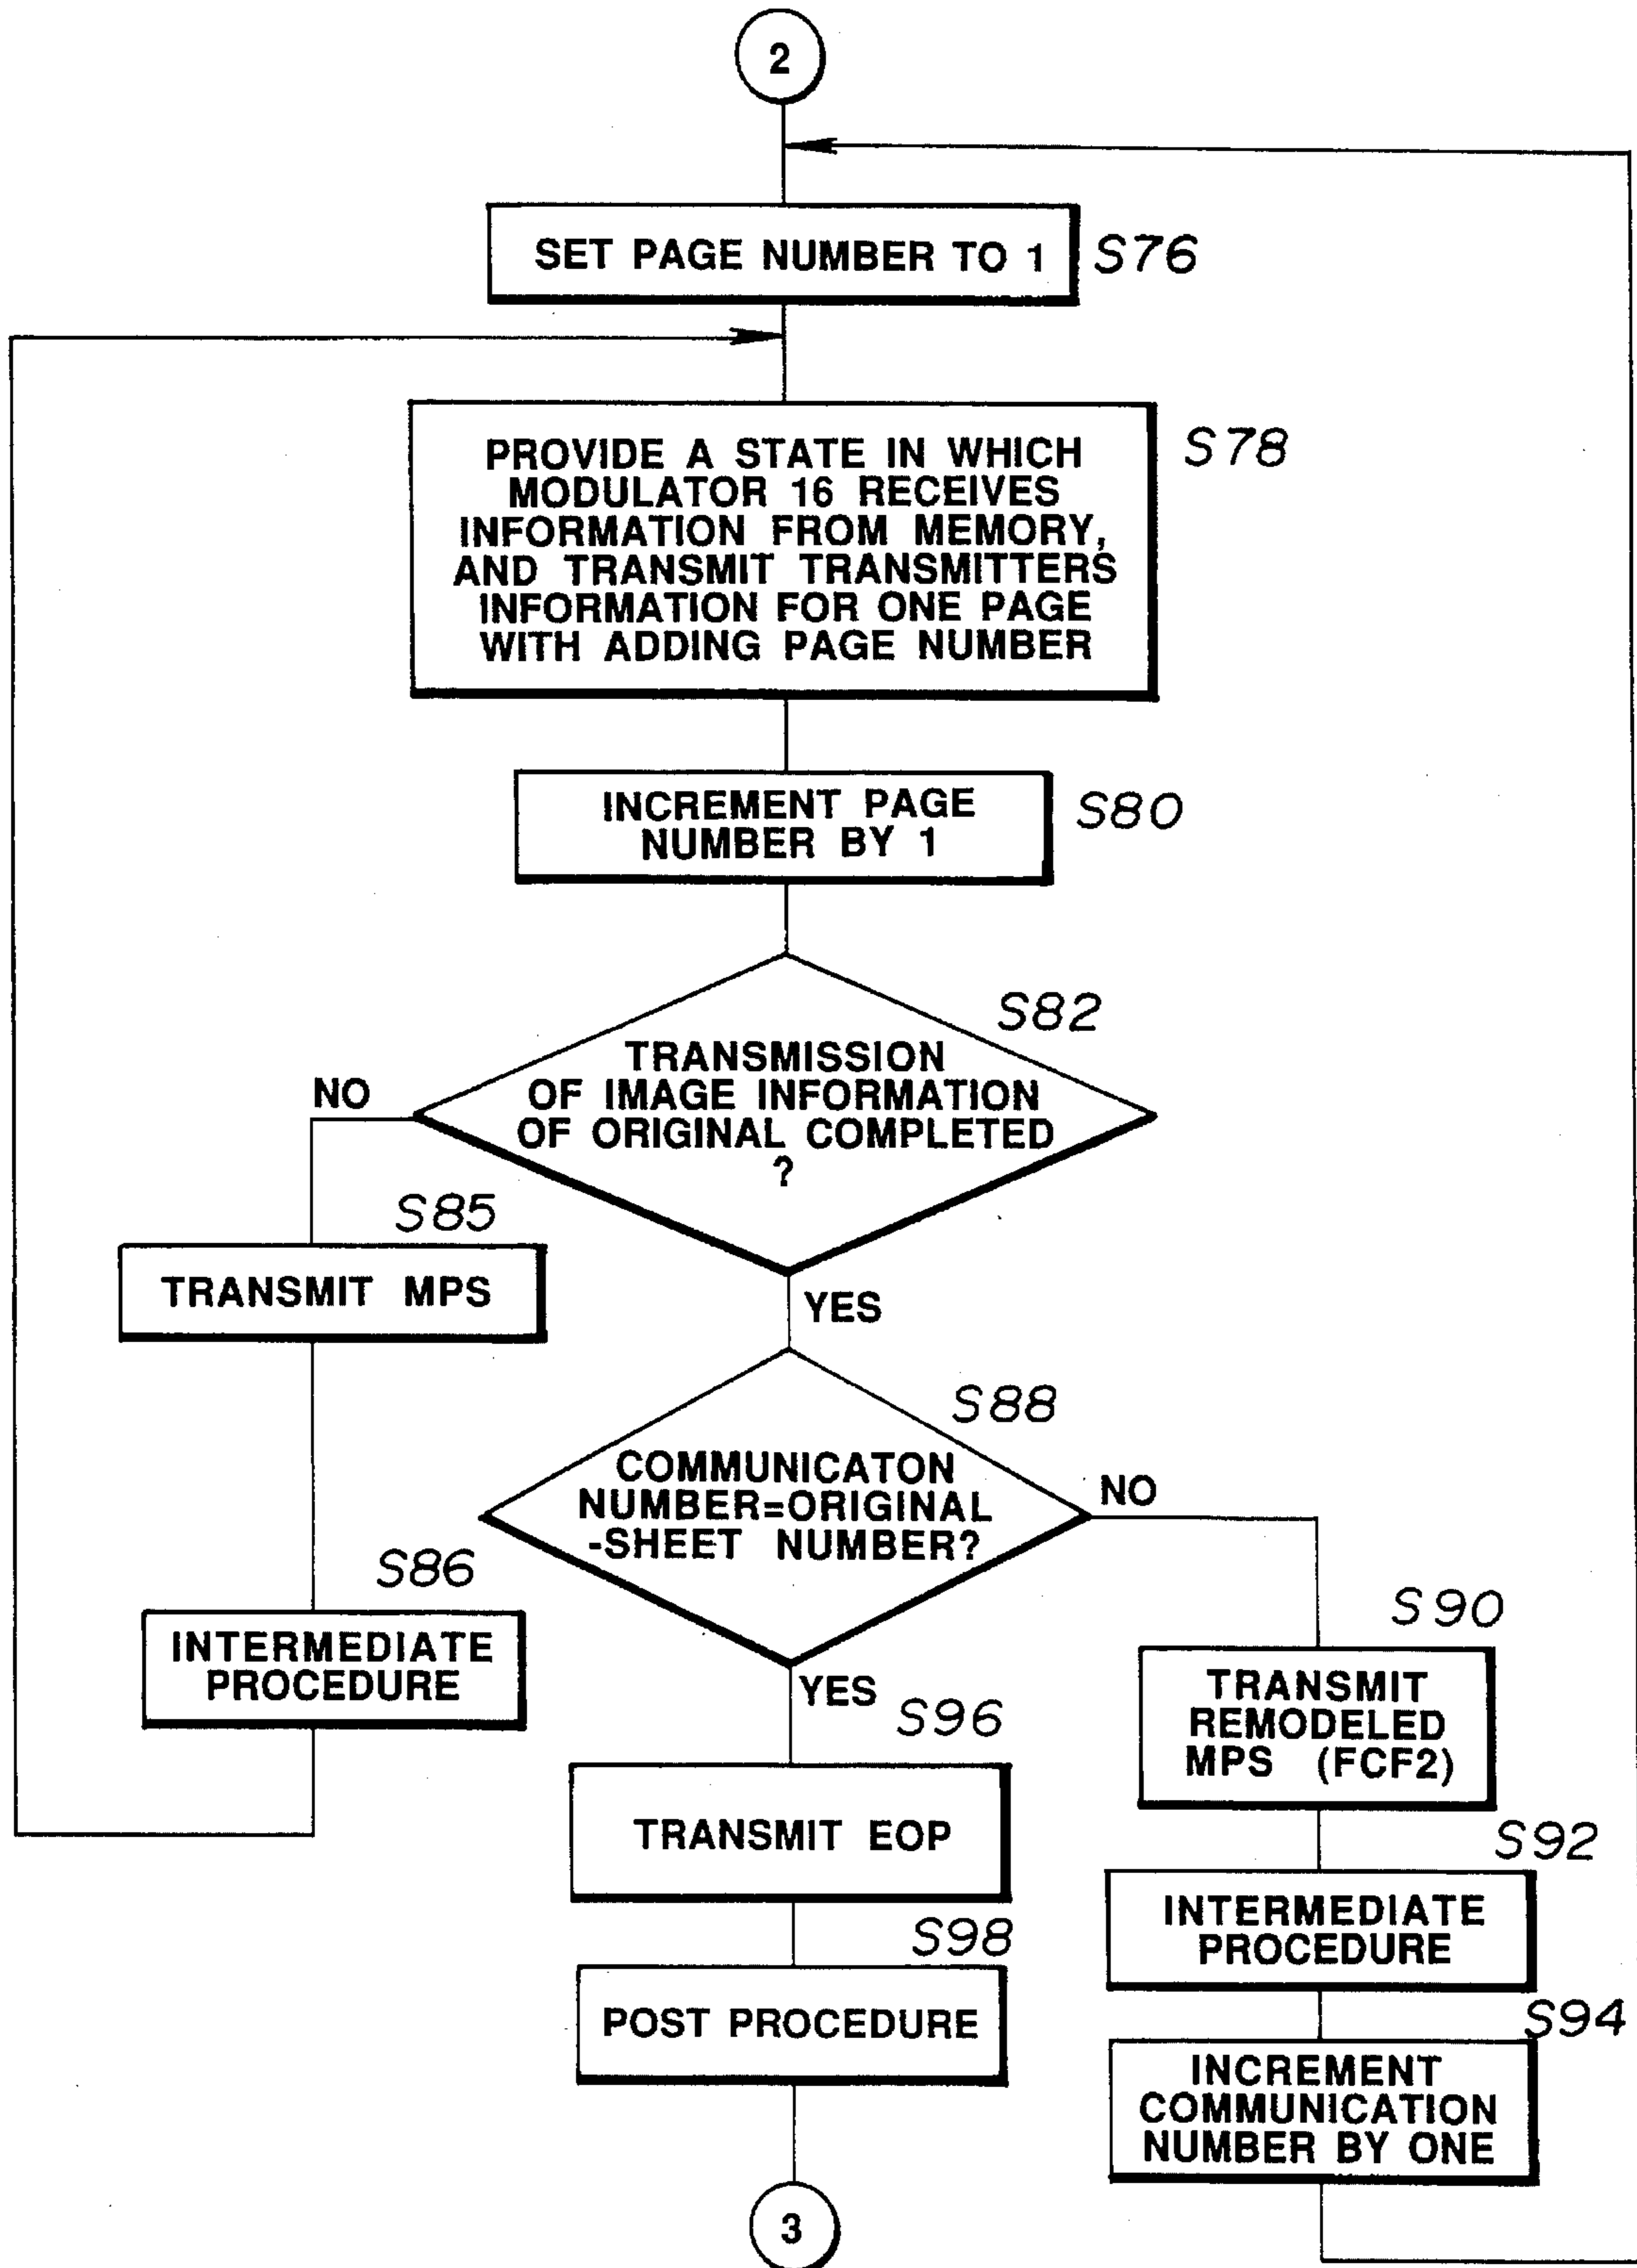 2
SET PAGE NUMBER TO 1
S76
PROVIDE A STATE IN WHICH
MODULATOR 16 RECEIVES
INFORMATION FROM MEMORY,
AND TRANSMIT TRANSMITTERS
INFORMATION FOR ONE PAGE
WITH ADDING PAGE NUMBER
S78
INCREMENT PAGE
NUMBER BY 1
S80
S82
TRANSMISSION
OF IMAGE INFORMATION
OF ORIGINAL COMPLETED
?
NO
YES
S85
TRANSMIT MPS
S86
INTERMEDIATE
PROCEDURE
S88
COMMUNICATON
NUMBER=ORIGINAL
-SHEET NUMBER?
NO
YES
S90
TRANSMIT
REMODELED
MPS (FCF2)
S92
INTERMEDIATE
PROCEDURE
S94
INCREMENT
COMMUNICATION
NUMBER BY ONE
S96
TRANSMIT EOP
S98
POST PROCEDURE
3